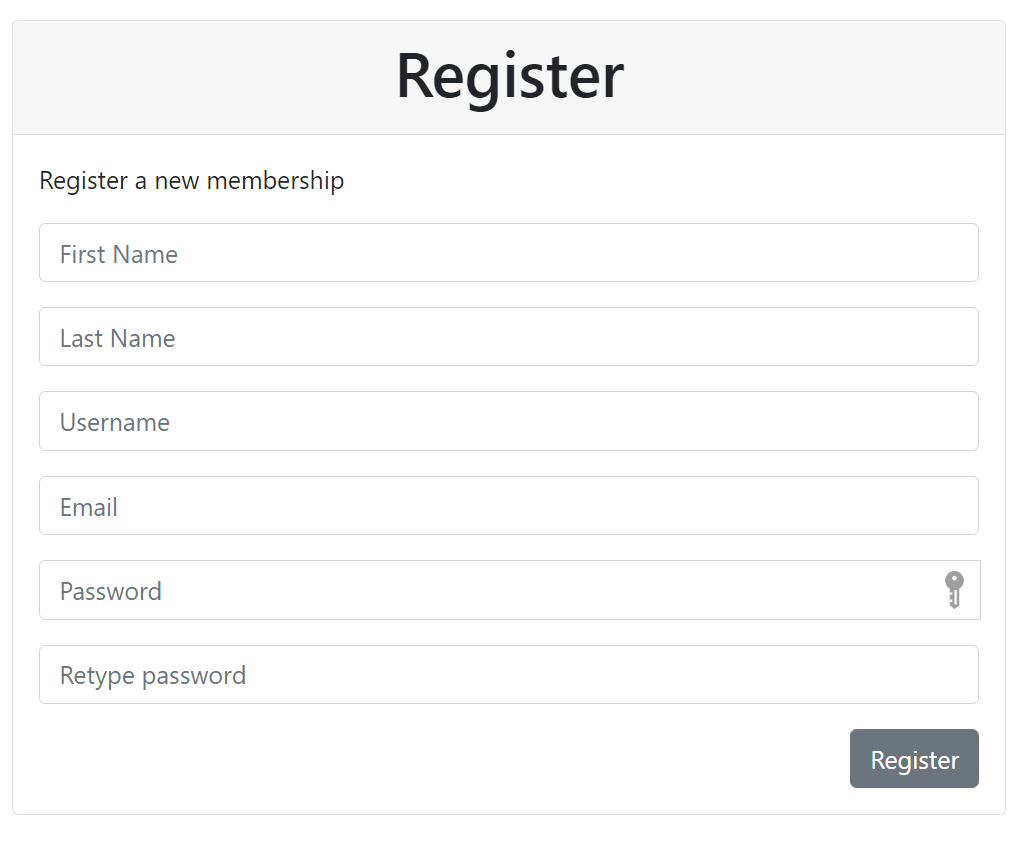 Register
Register a new membership
First Name
Last Name
Username
Email
Password
Retype password
Register